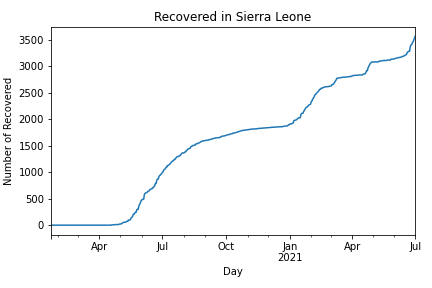 Recovered in Sierra Leone
Number of Recovered
3500
3000
2500
2000
1500
1000
500
0
Apr
Jul
Oct
Jan
2021
Apr
Jul
Day